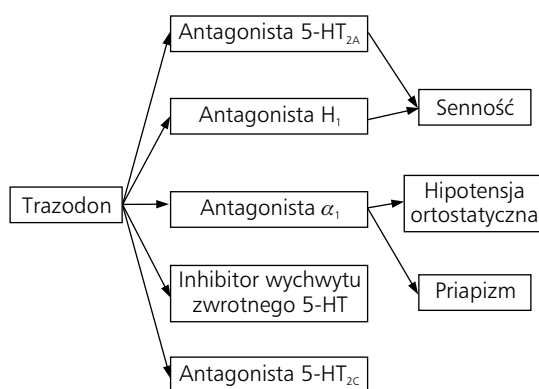 Antagonista 5-HT₂A
Antagonista H₁
Senność
Trazodon
Antagonista α₁
Hipotensja
ortostatyczna
Inhibitor wychwytu
zwrotnego 5-HT
Priapizm
Antagonista 5-HT₂C